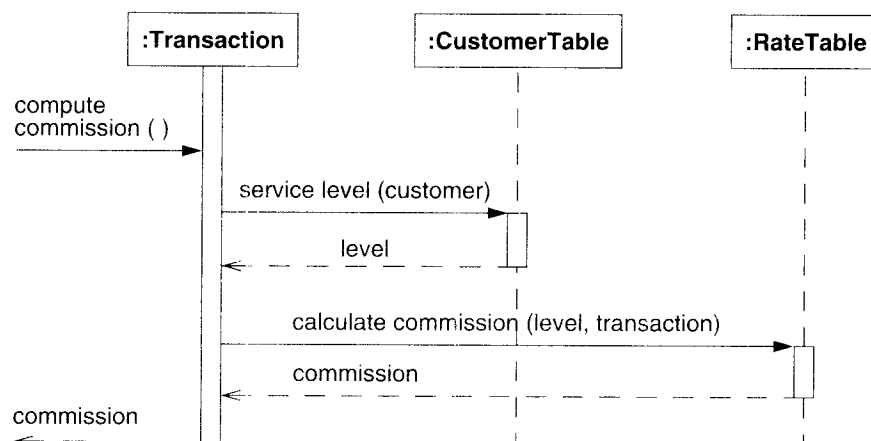 :Transaction
:CustomerTable
:RateTable
compute
commission ( )
service level (customer)
level
calculate commission (level, transaction)
commission
commission